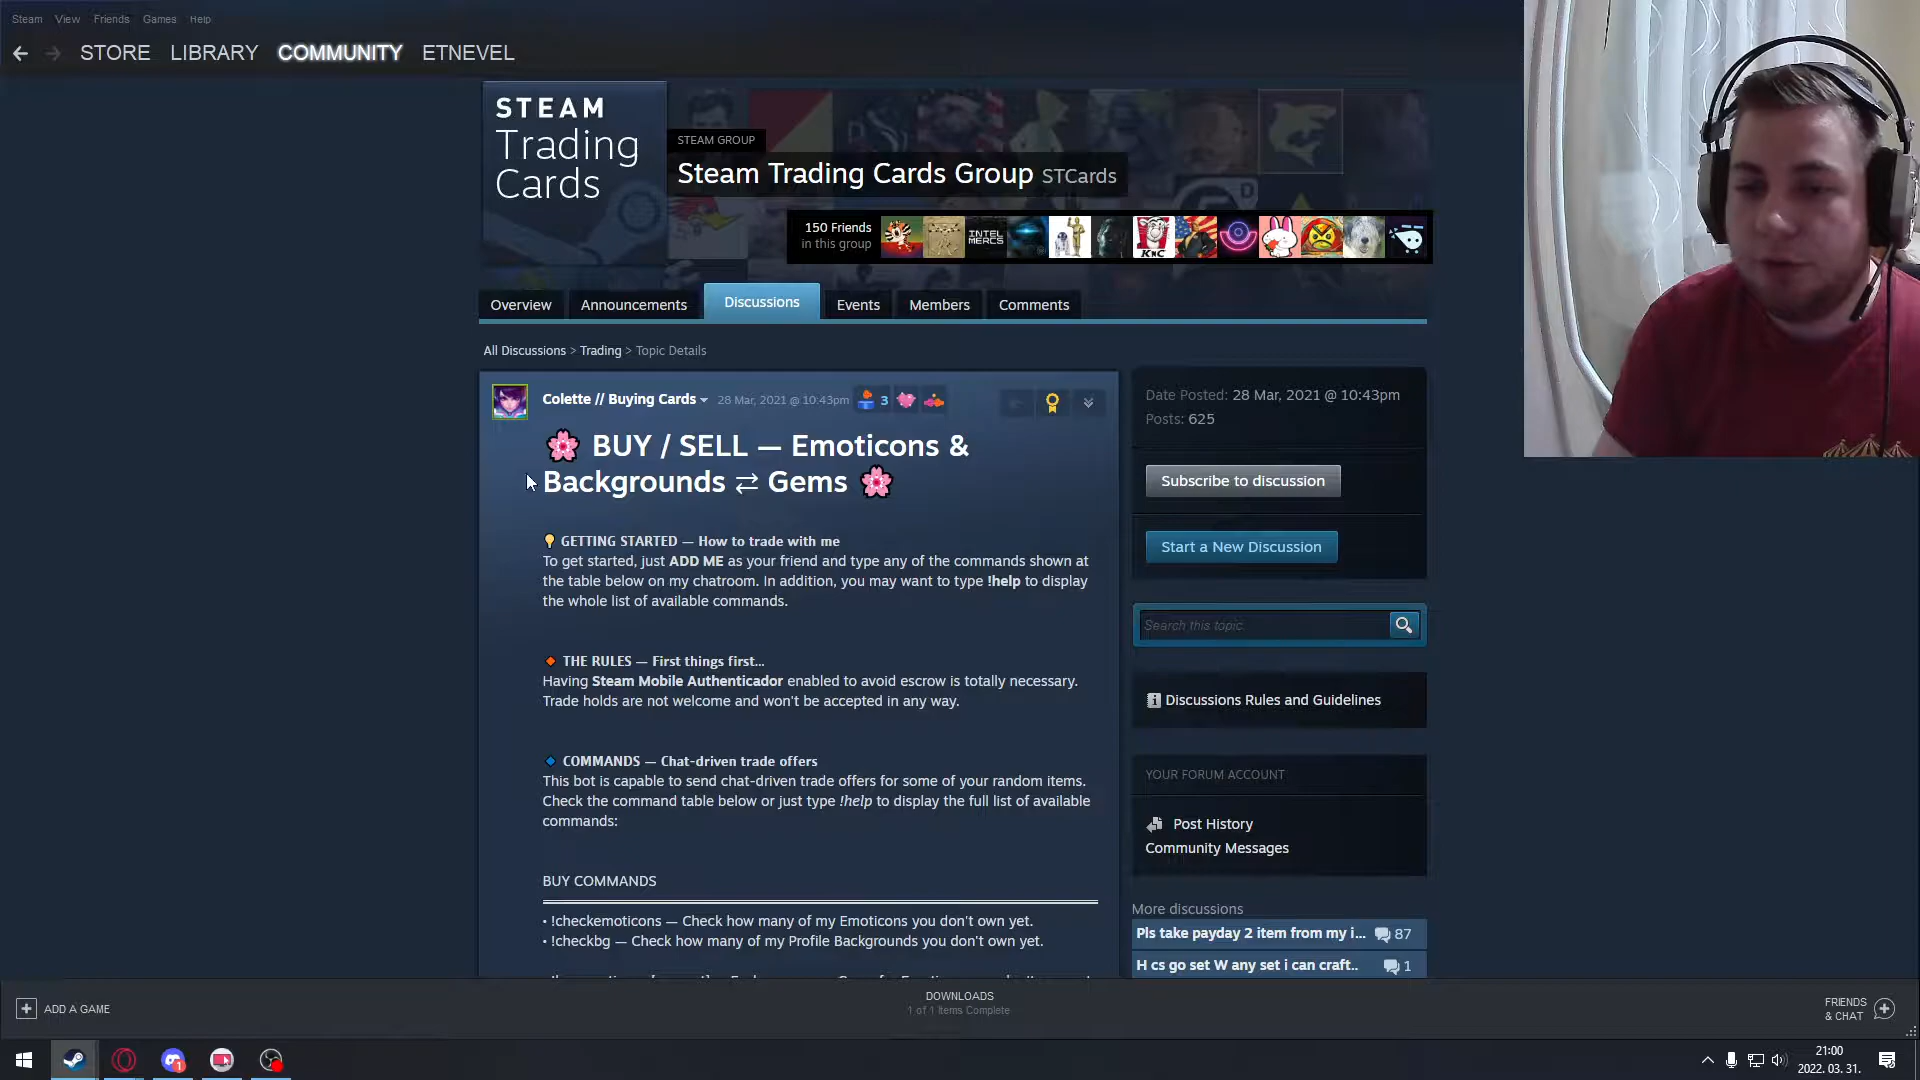 Steam View Friends Games Help
STORE LIBRARY COMMUNITY ETNEVEL
STEAM
Trading
Cards
STEAM GROUP
Steam Trading Cards Group STCards
150 Friends
in this group
INTEL
MERCS
KNC
Overview Announcements Discussions Events Members Comments
All Discussions > Trading > Topic Details
Colette // Buying Cards 28 Mar, 2021 @ 10:43pm 3
🌸 BUY / SELL — Emoticons &
Backgrounds ⇄ Gems 🌸
GETTING STARTED — How to trade with me
To get started, just ADD ME as your friend and type any of the commands shown at
the table below on my chatroom. In addition, you may want to type !help to display
the whole list of available commands.
THE RULES — First things first...
Having Steam Mobile Authenticador enabled to avoid escrow is totally necessary.
Trade holds are not welcome and won't be accepted in any way.
COMMANDS — Chat-driven trade offers
This bot is capable to send chat-driven trade offers for some of your random items.
Check the command table below or just type !help to display the full list of available
commands:
BUY COMMANDS
• !checkemoticons — Check how many of my Emoticons you don't own yet.
• !checkbg — Check how many of my Profile Backgrounds you don't own yet.
Date Posted: 28 Mar, 2021 @ 10:43pm
Posts: 625
Subscribe to discussion
Start a New Discussion
Search this topic
Discussions Rules and Guidelines
YOUR FORUM ACCOUNT
Post History
Community Messages
More discussions
Pls take payday 2 item from my i... 87
H cs go set W any set i can craft.. 1
ADD A GAME
DOWNLOADS
1 of 1 Items Complete
FRIENDS
& CHAT
1
21:00
2022. 03. 31.